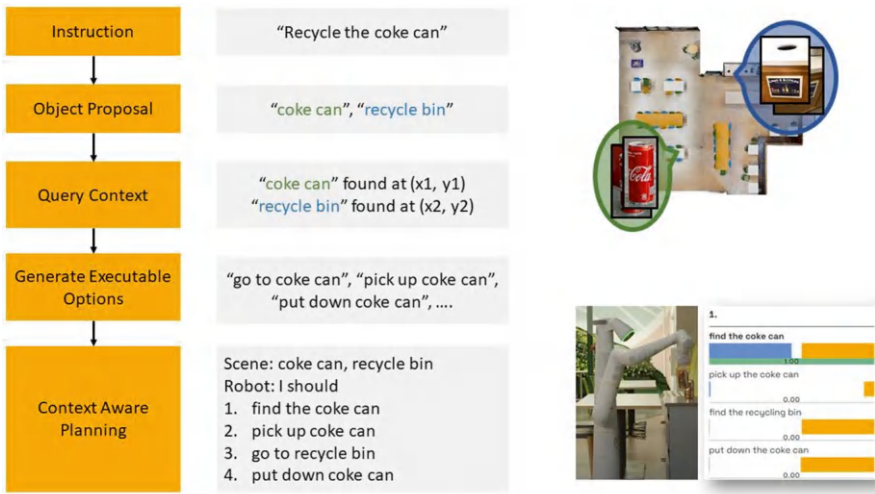 Instruction
"Recycle the coke can"
Object Proposal
"coke can", "recycle bin"
Query Context
"coke can" found at (x1, y1)
"recycle bin" found at (x2, y2)
Generate Executable
Options
"go to coke can", "pick up coke can",
"put down coke can", ….
Context Aware
Planning
Scene: coke can, recycle bin
Robot: I should
1. find the coke can
2. pick up coke can
3. go to recycle bin
4. put down coke can
Cola
1.
find the coke can
1.00
pick up the coke can
0.00
find the recycling bin
0.00
put down the coke can
0.00